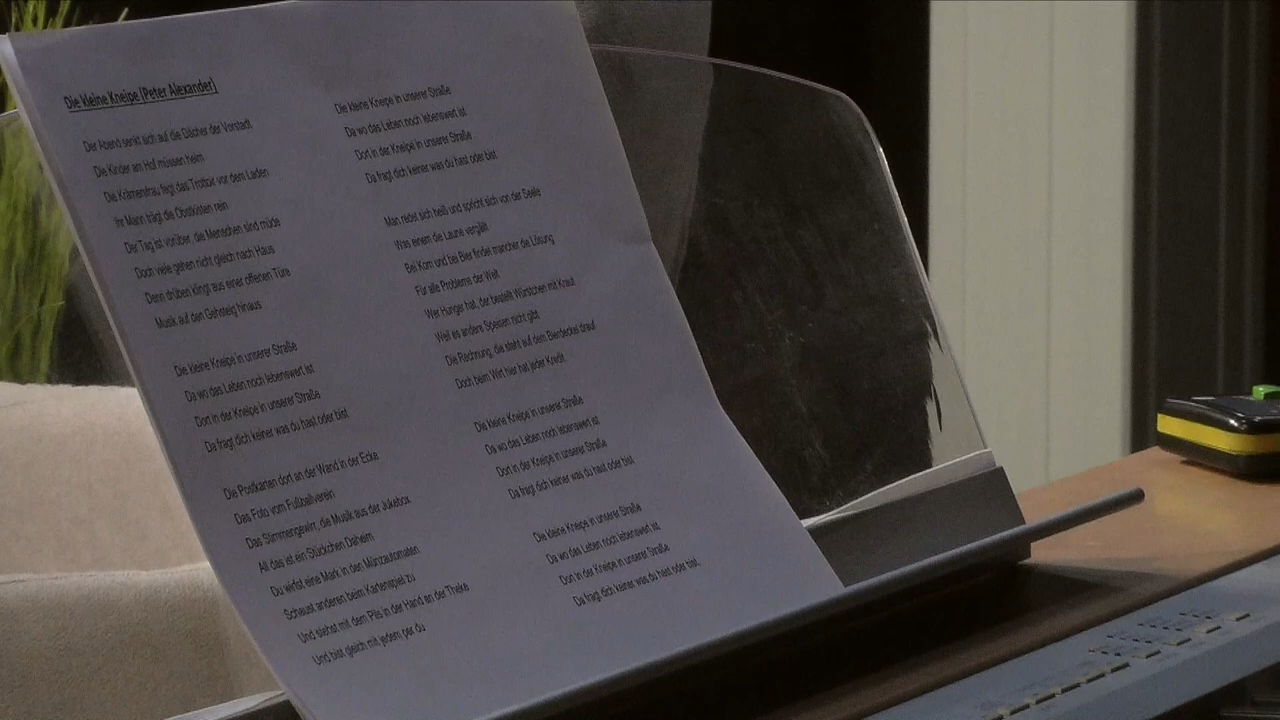 Die kleine Kneipe [Peter Alexander]
Der Abend senkt sich auf die Dächer der Vorstadt
Die Kinder am Hof müssen heim
Die Krämersfrau fegt das Trottoir vor dem Laden
Ihr Mann trägt die Obstkisten rein
Der Tag ist vorüber, die Menschen sind müde
Doch viele gehen nicht gleich nach Haus
Denn drüben klingt aus einer offenen Türe
Musik auf den Gehsteig hinaus
Die kleine Kneipe in unserer Straße
Da wo das Leben noch lebenswert ist
Dort in der Kneipe in unserer Straße
Da fragt dich keiner was du hast oder bist
Die Postkarten dort an der Wand in der Ecke
Das Foto vom Fußballverein
Das Stimmengewirr, die Musik aus der Jukebox
All das ist ein Stückchen Daheim
Du wirfst eine Mark in den Münzautomaten
Schaust anderen beim Kartenspiel zu
Und stehst mit dem Pils in der Hand an der Theke
Und bist gleich mit jedem per du
Die kleine Kneipe in unserer Straße
Da wo das Leben noch lebenswert ist
Dort in der Kneipe in unserer Straße
Da fragt dich keiner was du hast oder bist
Man redet sich heiß und spricht sich von der Seele
Was einem die Laune vergällt
Bei Korn und bei Bier findet mancher die Lösung
Für alle Probleme der Welt
Wer Hunger hat, der bestellt Würstchen mit Kraut
Weil es andere Speisen nicht gibt
Die Rechnung, die steht auf dem Bierdeckel drauf
Doch beim Wirt hier hat jeder Kredit
Die kleine Kneipe in unserer Straße
Da wo das Leben noch lebenswert ist
Dort in der Kneipe in unserer Straße
Da fragt dich keiner was du hast oder bist
Die kleine Kneipe in unserer Straße
Da wo das Leben noch lebenswert ist,
Dort in der Kneipe in unserer Straße
Da fragt dich keiner was du hast oder bist,